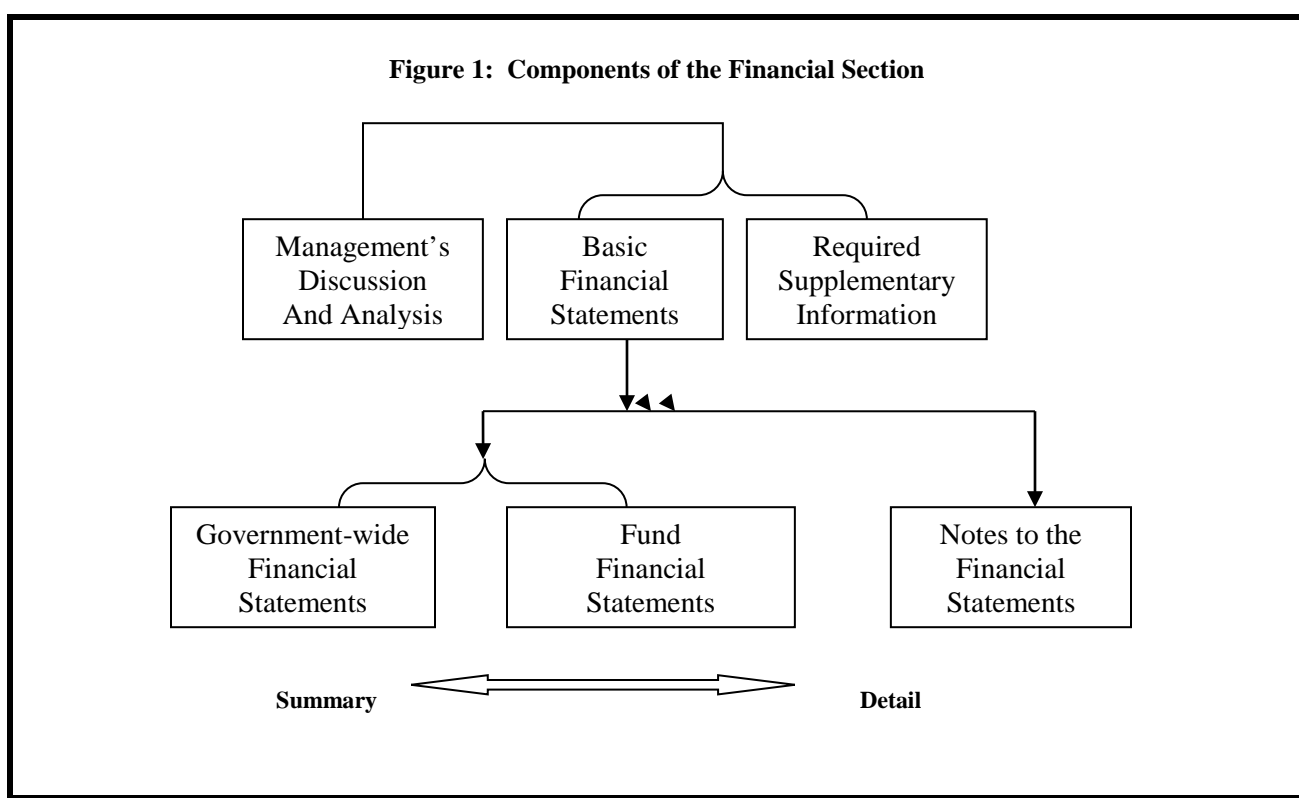 Figure 1:  Components of the Financial Section
Management’s
Discussion
And Analysis
Basic
Financial
Statements
Required
Supplementary
Information
Government-wide
Financial
Statements
Fund
Financial
Statements
Notes to the
Financial
Statements
Summary
Detail